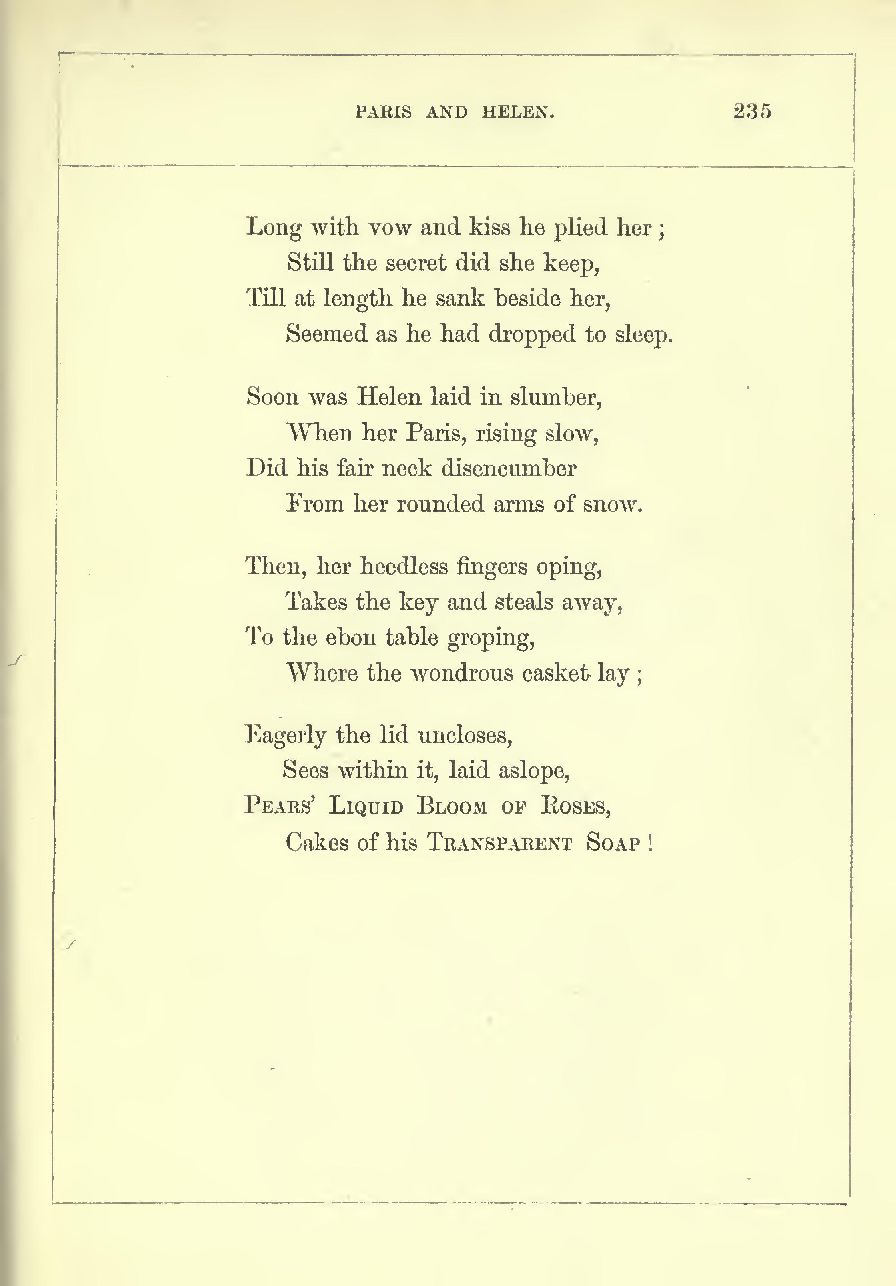 PARIS AND HELEN. 235
Long with vow and kiss he plied her ;
Still the secret did she keep,
Till at length he sank beside her,
Seemed as he had dropped to sleep.
Soon was Helen laid in slumber,
When her Paris, rising slow,
Did his fair neck disencumber
From her rounded arms of snow.
Then, her heedless fingers oping,
Takes the key and steals away,
To the ebon table groping,
Where the wondrous casket lay ;
Eagerly the lid uncloses,
Sees within it, laid aslope,
PEARS' LIQUID BLOOM OF ROSES,
Cakes of his TRANSPARENT SOAP !